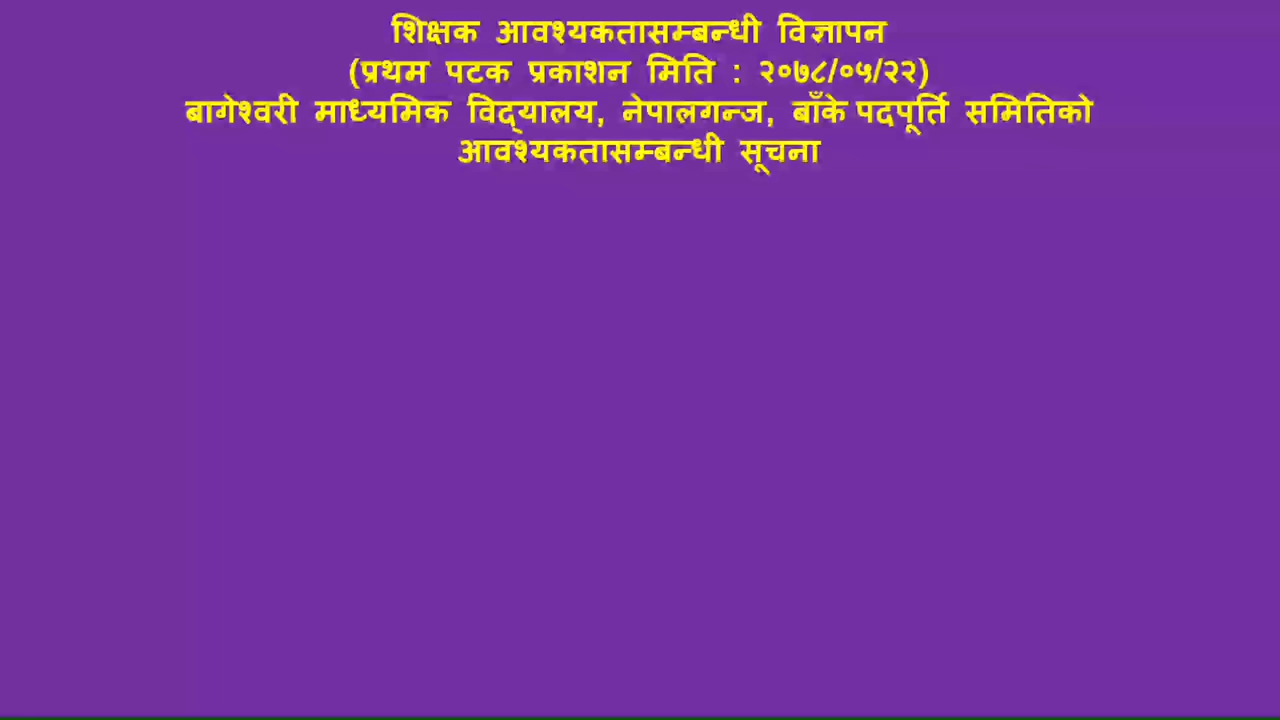 शिक्षक आवश्यकतासम्बन्धी विज्ञापन
(प्रथम पटक प्रकाशन मिति : २०७८/०५/२२)
बागेश्वरी माध्यमिक विद्‌यालय, नेपालगन्ज, बाँके पदपूर्ति समितिको
आवश्यकतासम्बन्धी सूचना